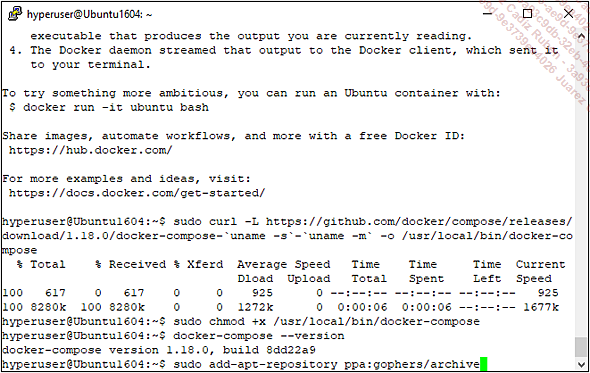 hyperuser@Ubuntu1604: ~
executable that produces the output you are currently reading.
4. The Docker daemon streamed that output to the Docker client, which sent it
to your terminal.
To try something more ambitious, you can run an Ubuntu container with:
$ docker run -it ubuntu bash
Share images, automate workflows, and more with a free Docker ID:
https://hub.docker.com/
For more examples and ideas, visit:
https://docs.docker.com/get-started/
hyperuser@Ubuntu1604:~$ sudo curl -L https://github.com/docker/compose/releases/
download/1.18.0/docker-compose-`uname -s`-`uname -m` -o /usr/local/bin/docker-co
mpose
% Total % Received % Xferd Average Speed Time Time Time Current
Dload Upload Total Spent Left Speed
100 617 0 617 0 0 925 0 --:--:-- --:--:-- --:--:-- 925
100 8280k 100 8280k 0 0 1272k 0 0:00:06 0:00:06 --:--:-- 1677k
hyperuser@Ubuntu1604:~$ sudo chmod +x /usr/local/bin/docker-compose
hyperuser@Ubuntu1604:~$ docker-compose --version
docker-compose version 1.18.0, build 8dd22a9
hyperuser@Ubuntu1604:~$ sudo add-apt-repository ppa:gophers/archive